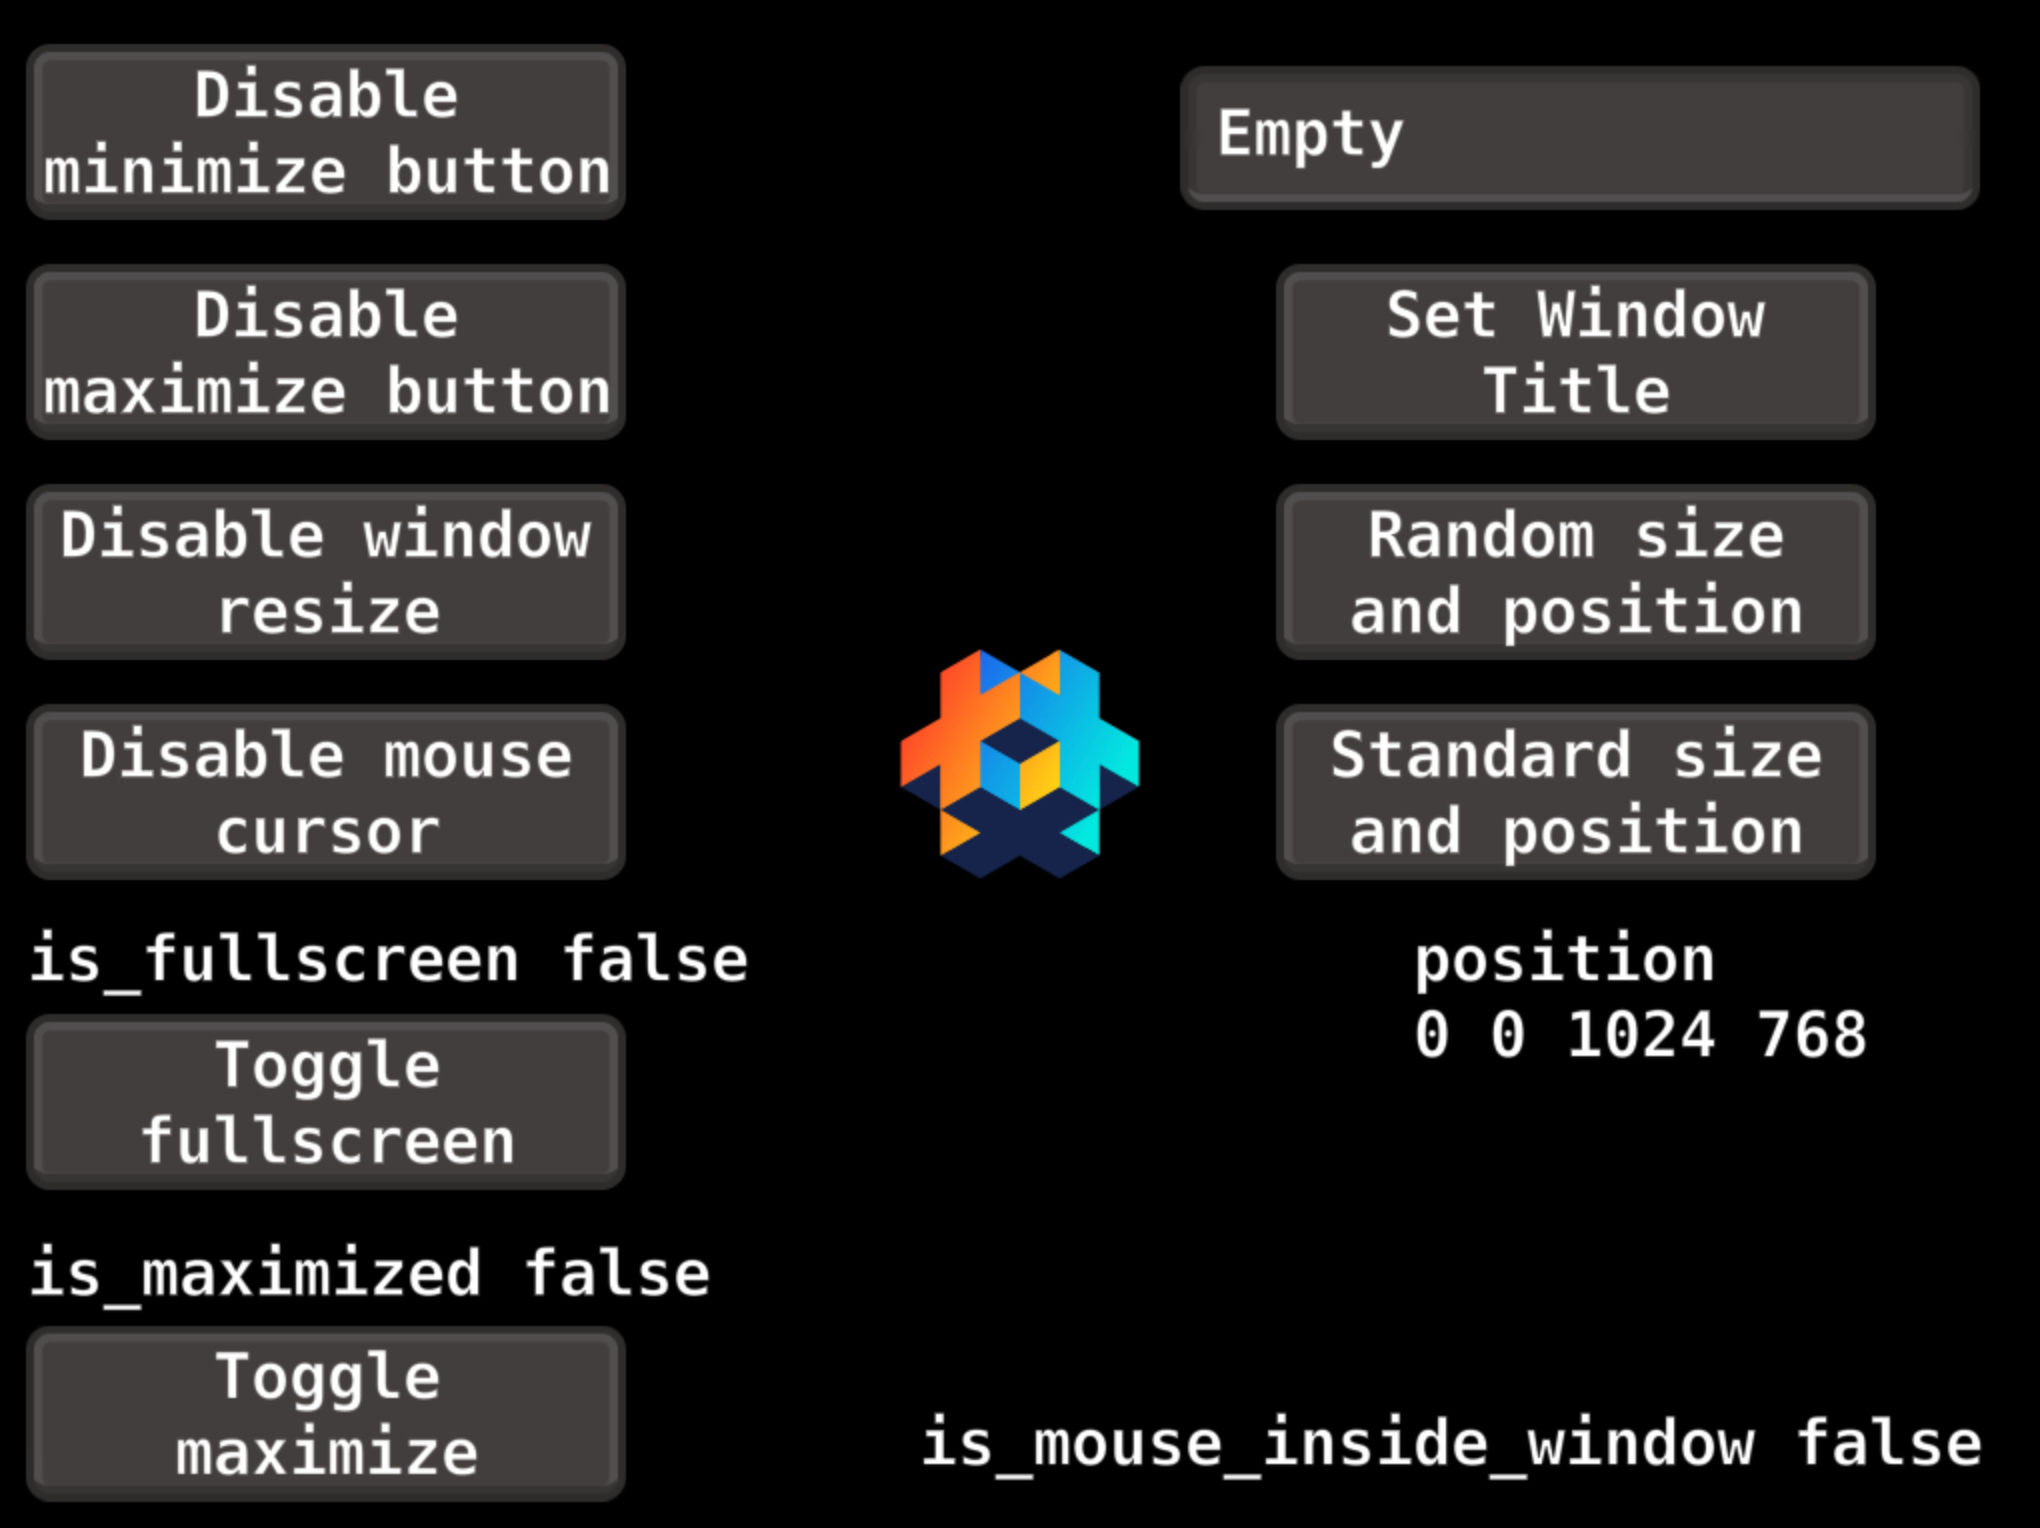 Disable
minimize button
Disable
maximize button
Disable window
resize
Disable mouse
cursor
is_fullscreen false
Toggle
fullscreen
is_maximized false
Toggle
maximize
Empty
Set Window
Title
Random size
and position
Standard size
and position
position
0 0 1024 768
is_mouse_inside_window false